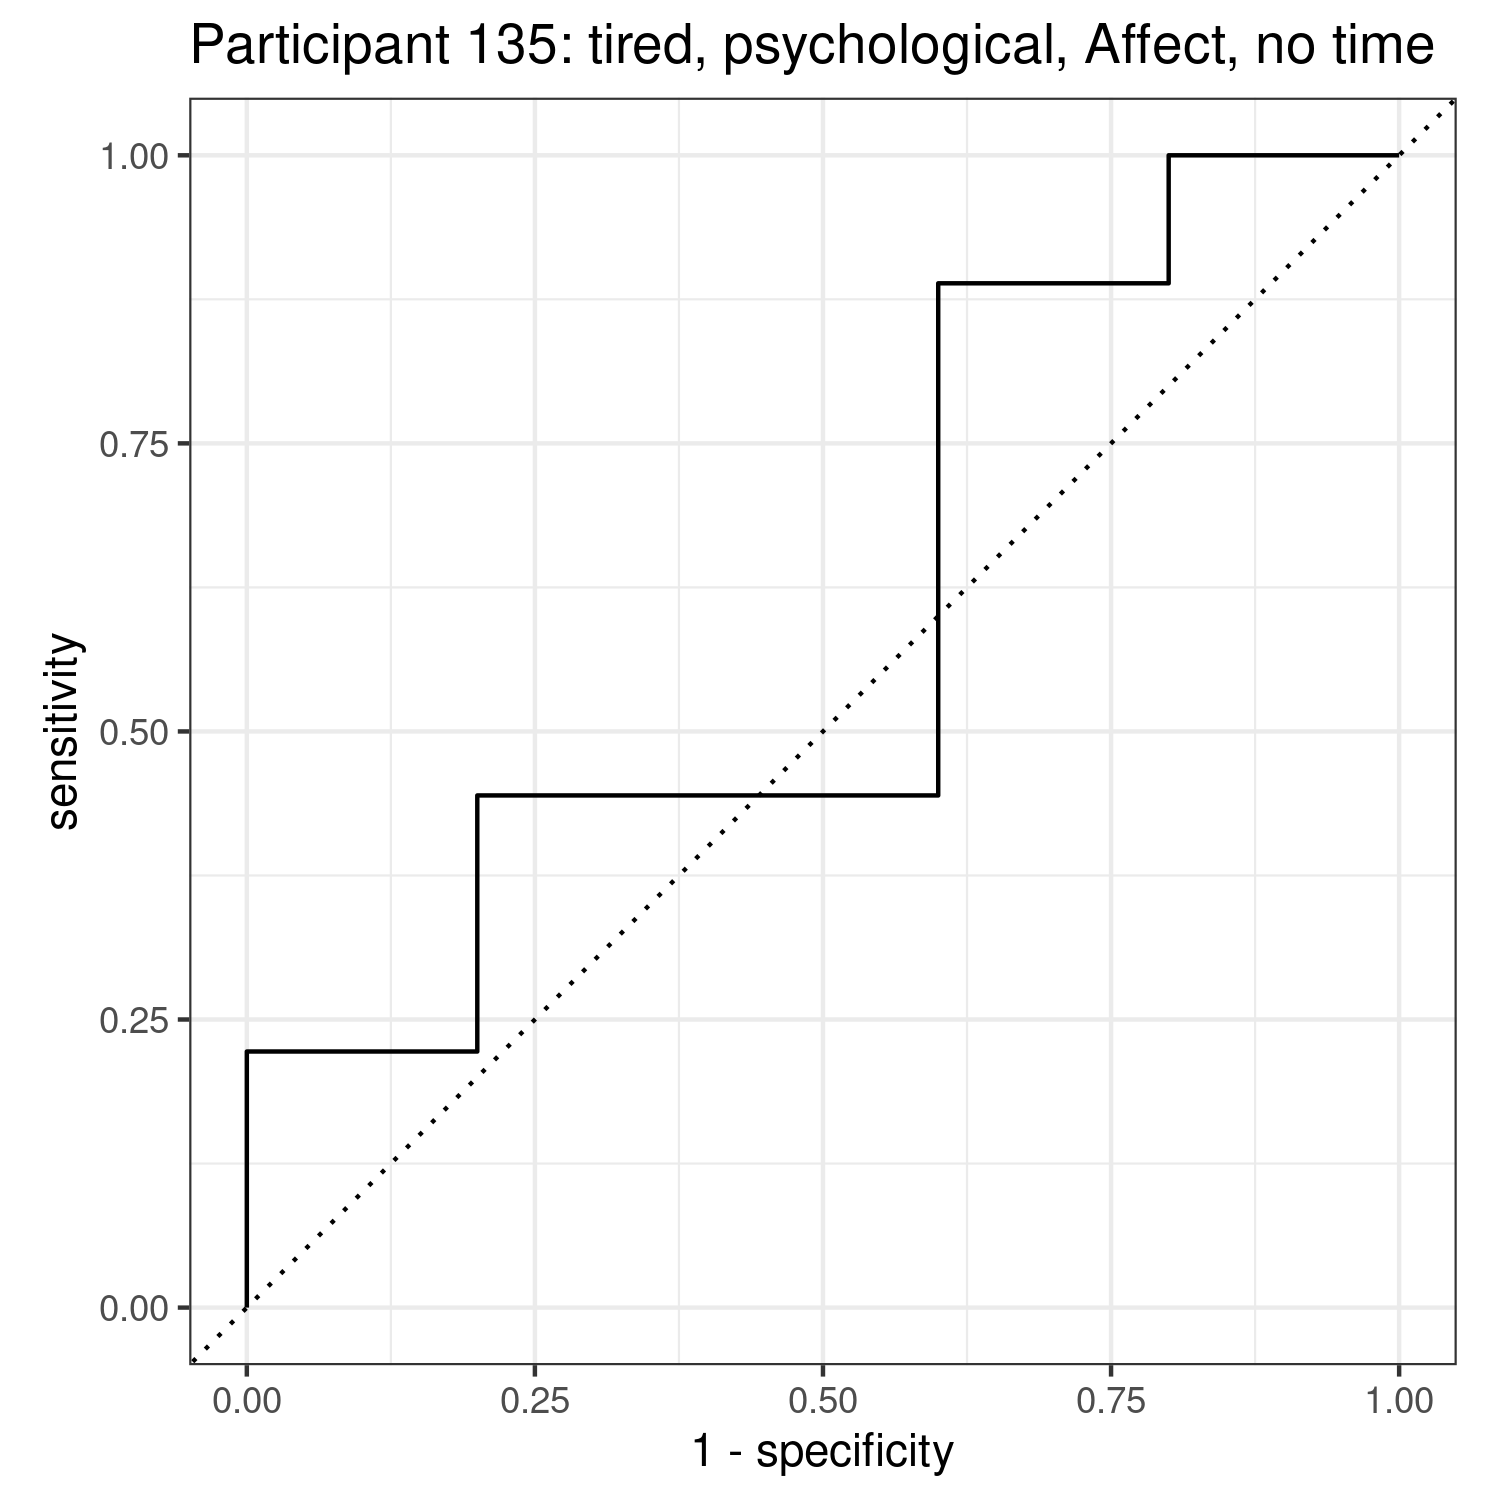 Participant 135: tired, psychological, Affect, no time
1.00
0.75
0.50
0.25
0.00
sensitivity
0.00 0.25 0.50 0.75 1.00
1 - specificity